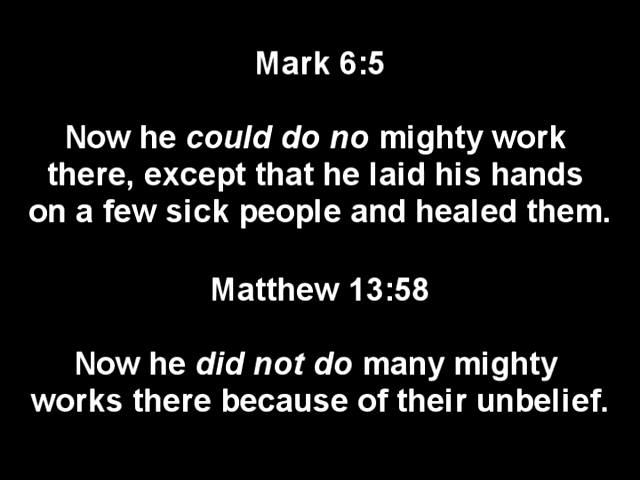 Mark 6:5
Now he could do no mighty work
there, except that he laid his hands
on a few sick people and healed them.
Matthew 13:58
Now he did not do many mighty
works there because of their unbelief.